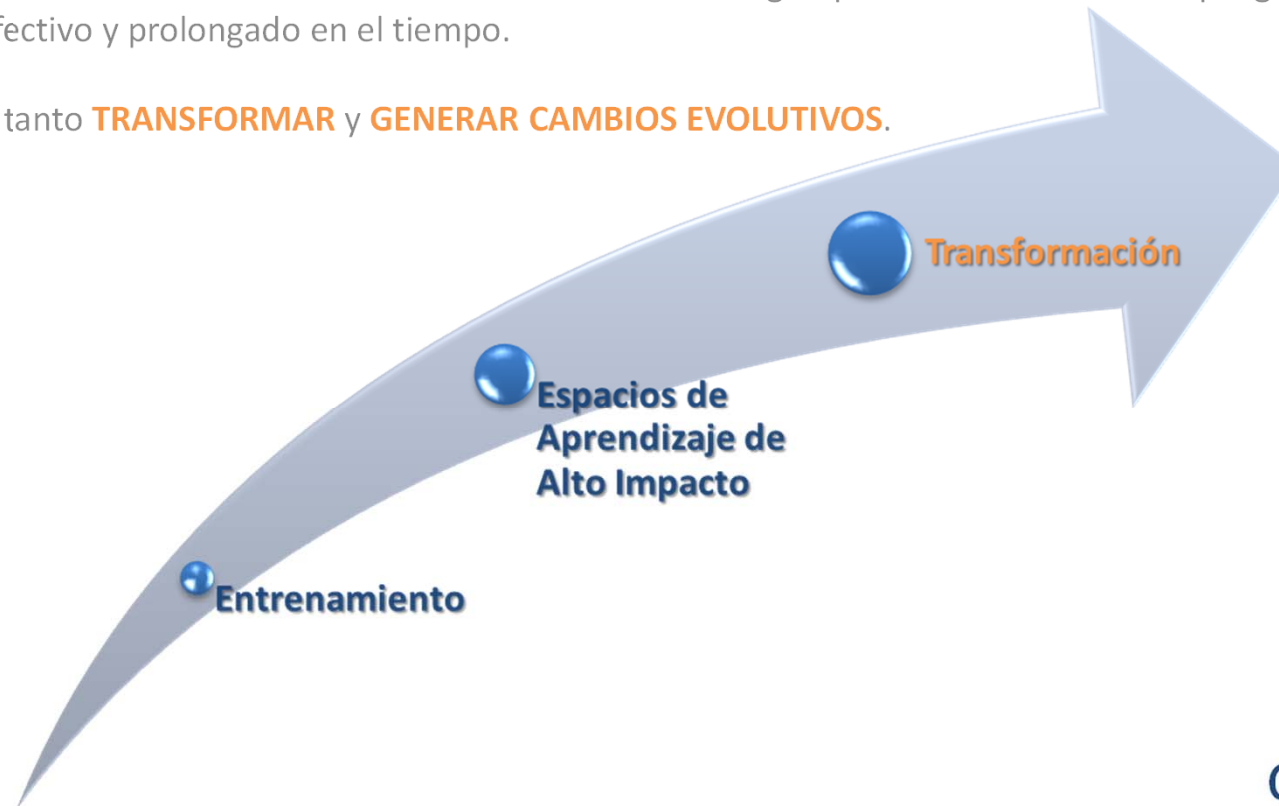 fectivo y prolongado en el tiempo.
tanto TRANSFORMAR y GENERAR CAMBIOS EVOLUTIVOS.
Transformación
Espacios de
Aprendizaje de
Alto Impacto
Entrenamiento